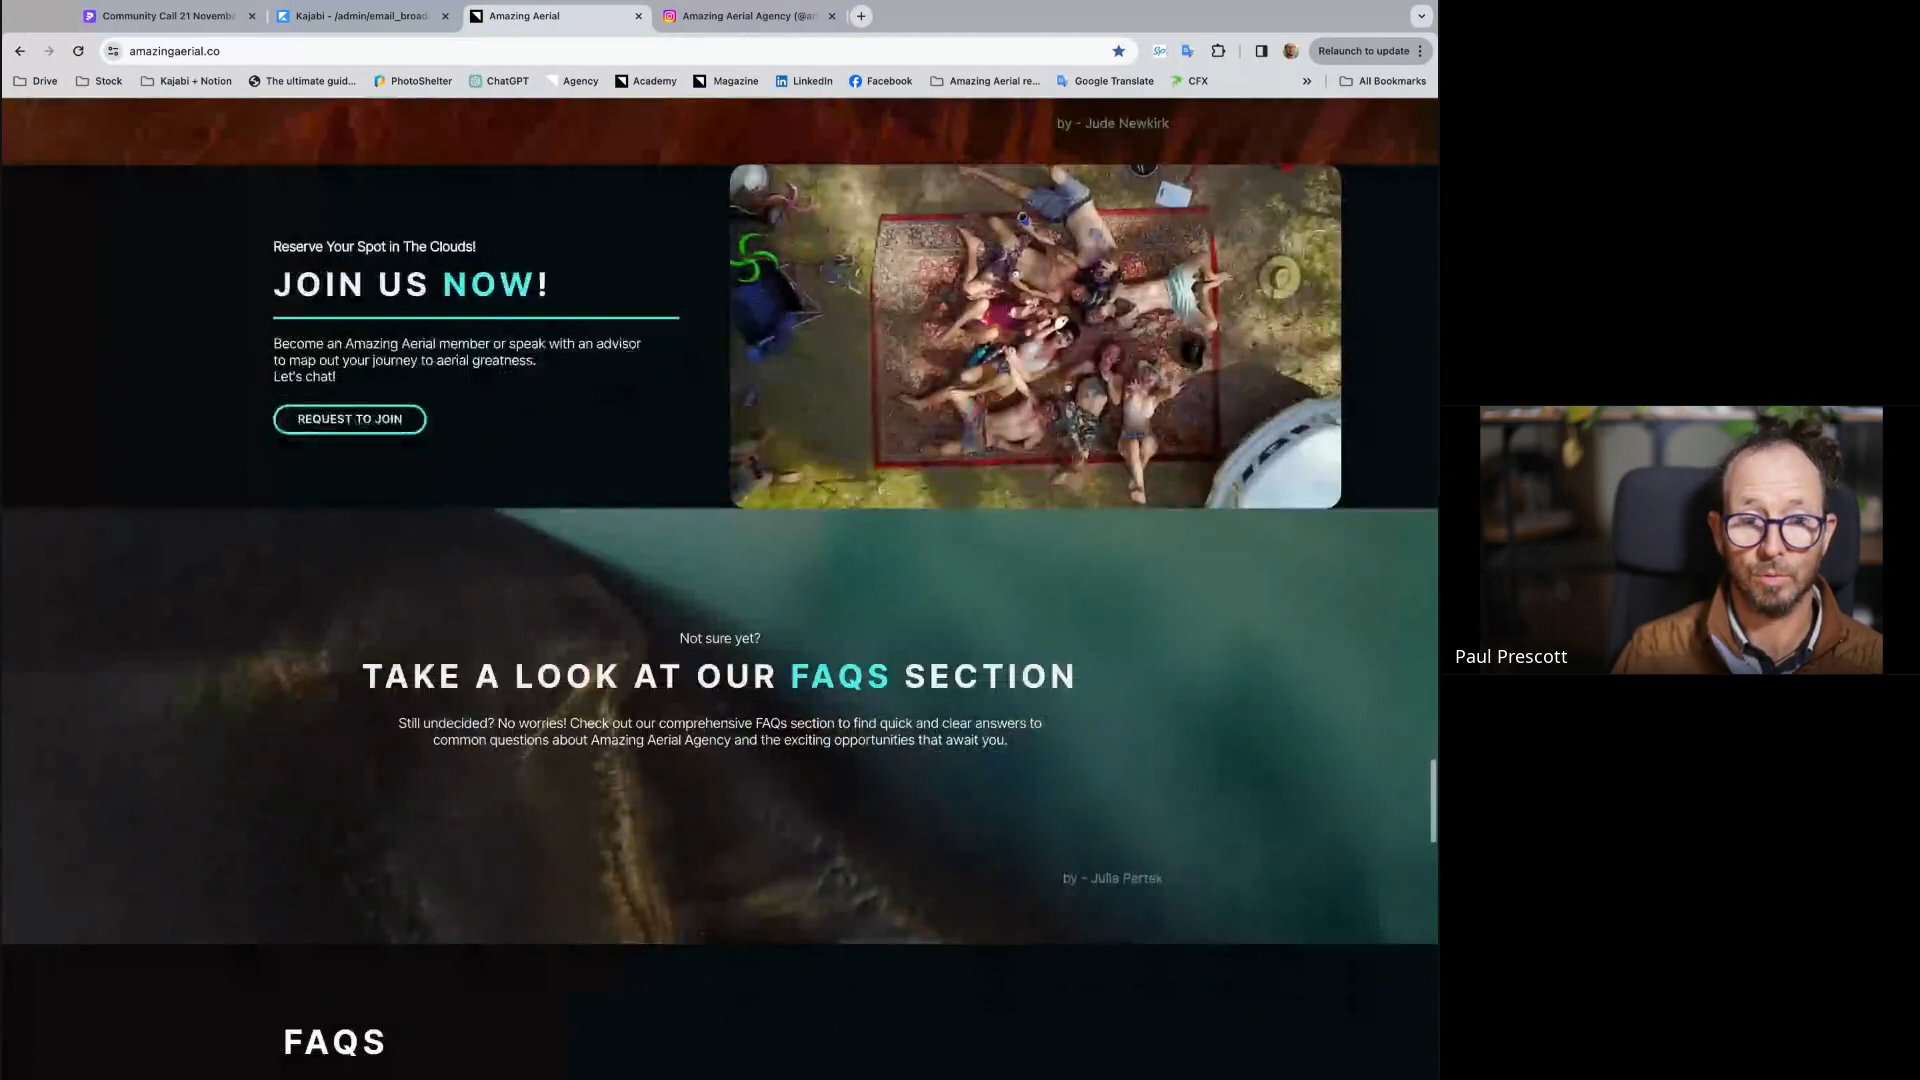 Community Call 21 Novembe
Kajabi - /admin/email_broad
Amazing Aerial
Amazing Aerial Agency (@am
amazingaerial.co
Relaunch to update
Drive
Stock
Kajabi + Notion
The ultimate guid...
PhotoShelter
ChatGPT
Agency
Academy
Magazine
LinkedIn
Facebook
Amazing Aerial re...
Google Translate
CFX
All Bookmarks
by - Jude Newkirk
Reserve Your Spot in The Clouds!
JOIN US NOW!
Become an Amazing Aerial member or speak with an advisor
to map out your journey to aerial greatness.
Let's chat!
REQUEST TO JOIN
Not sure yet?
TAKE A LOOK AT OUR FAQS SECTION
Still undecided? No worries! Check out our comprehensive FAQs section to find quick and clear answers to
common questions about Amazing Aerial Agency and the exciting opportunities that await you.
by - Julia Pertek
FAQS
Paul Prescott